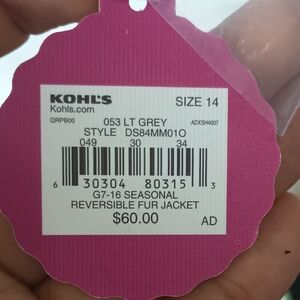 KOHL'S SIZE 14
Kohls.com
QRPB00 053 LT GREY ADXSH4007
STYLE DS84MM01O
049 30 34
6 30304 80315 3
G7-16 SEASONAL
REVERSIBLE FUR JACKET
$60.00 AD